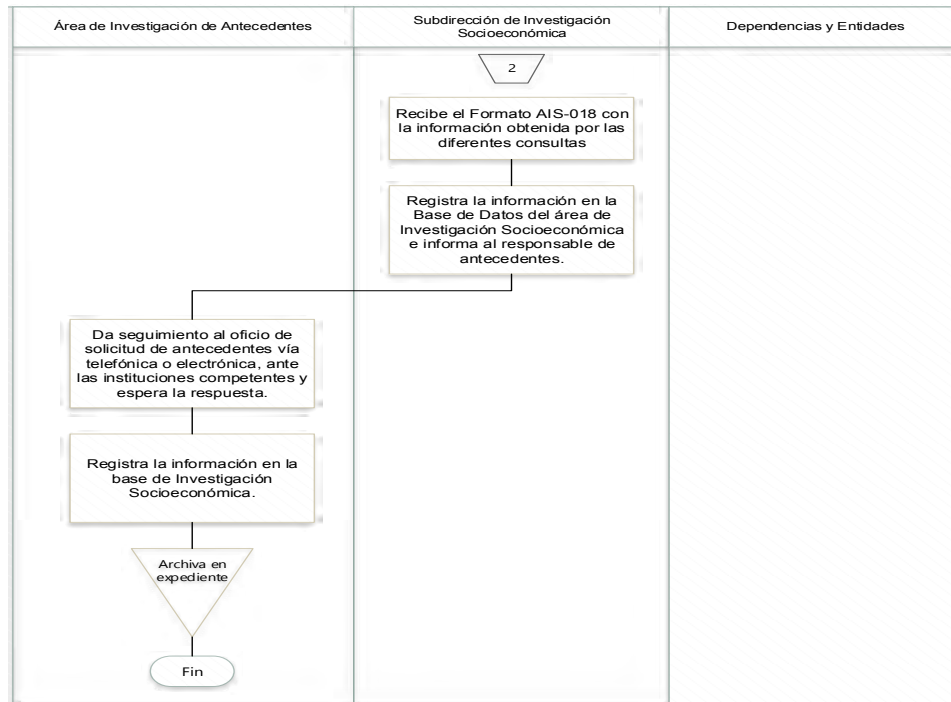 Área de Investigación de Antecedentes
Subdirección de Investigación
Socioeconómica
Dependencias y Entidades
2
Recibe el Formato AIS-018 con
la información obtenida por las
diferentes consultas
Registra la información en la
Base de Datos del área de
Investigación Socioeconómica
e informa al responsable de
antecedentes.
Da seguimiento al oficio de
solicitud de antecedentes vía
telefónica o electrónica, ante
las instituciones competentes y
espera la respuesta.
Registra la información en la
base de Investigación
Socioeconómica.
Archiva en
expediente
Fin